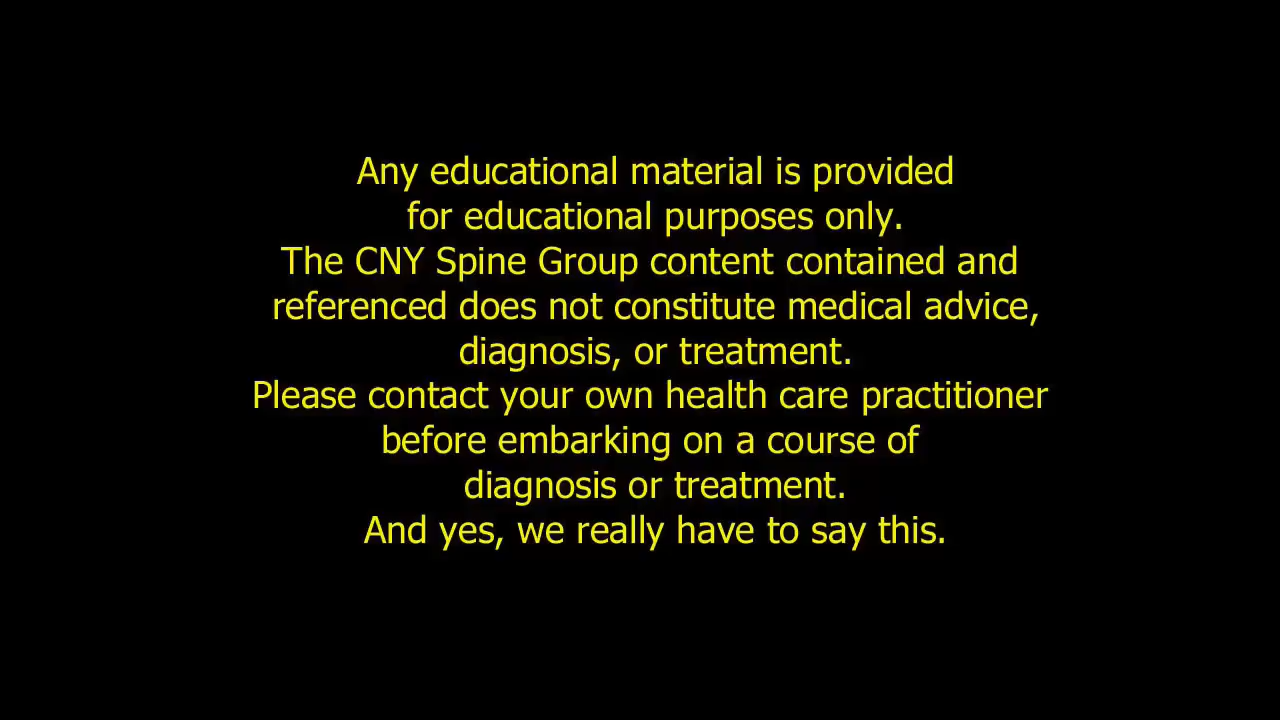 Any educational material is provided
for educational purposes only.
The CNY Spine Group content contained and
referenced does not constitute medical advice,
diagnosis, or treatment.
Please contact your own health care practitioner
before embarking on a course of
diagnosis or treatment.
And yes, we really have to say this.